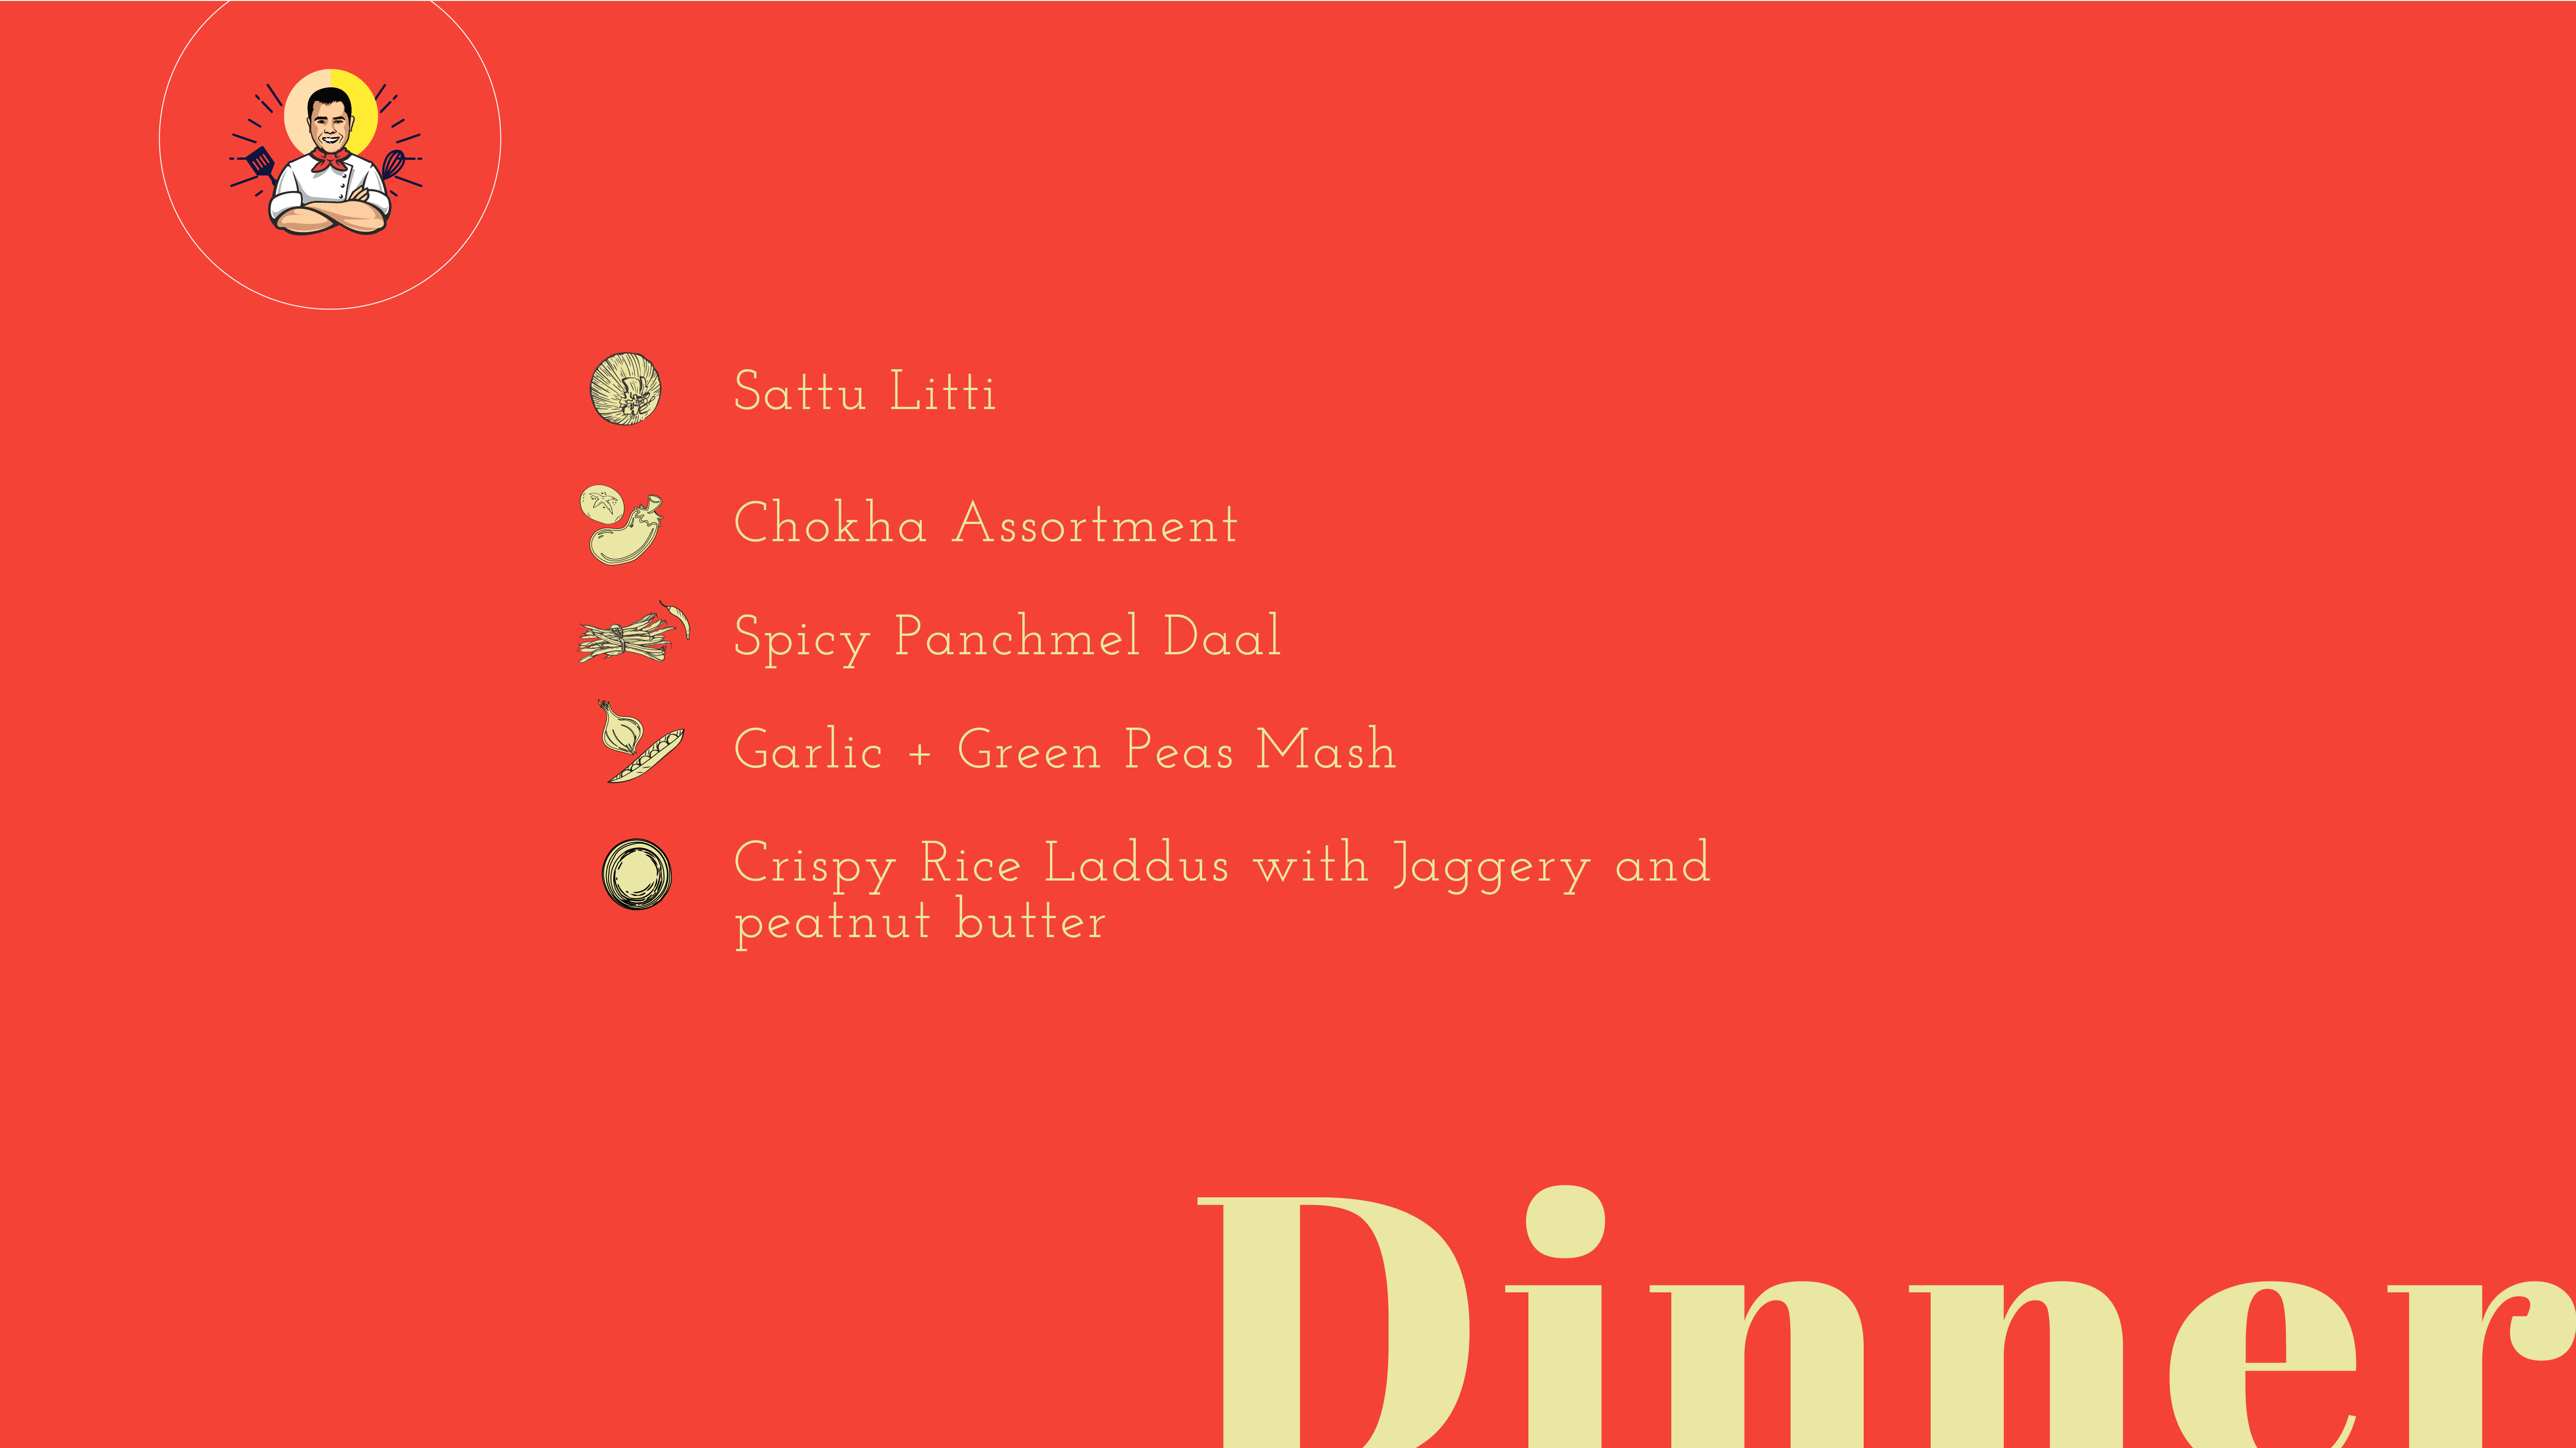 Sattu Litti
Chokha Assortment
Spicy Panchmel Daal
Garlic + Green Peas Mash
Crispy Rice Laddus with Jaggery and
peatnut butter
Dinner